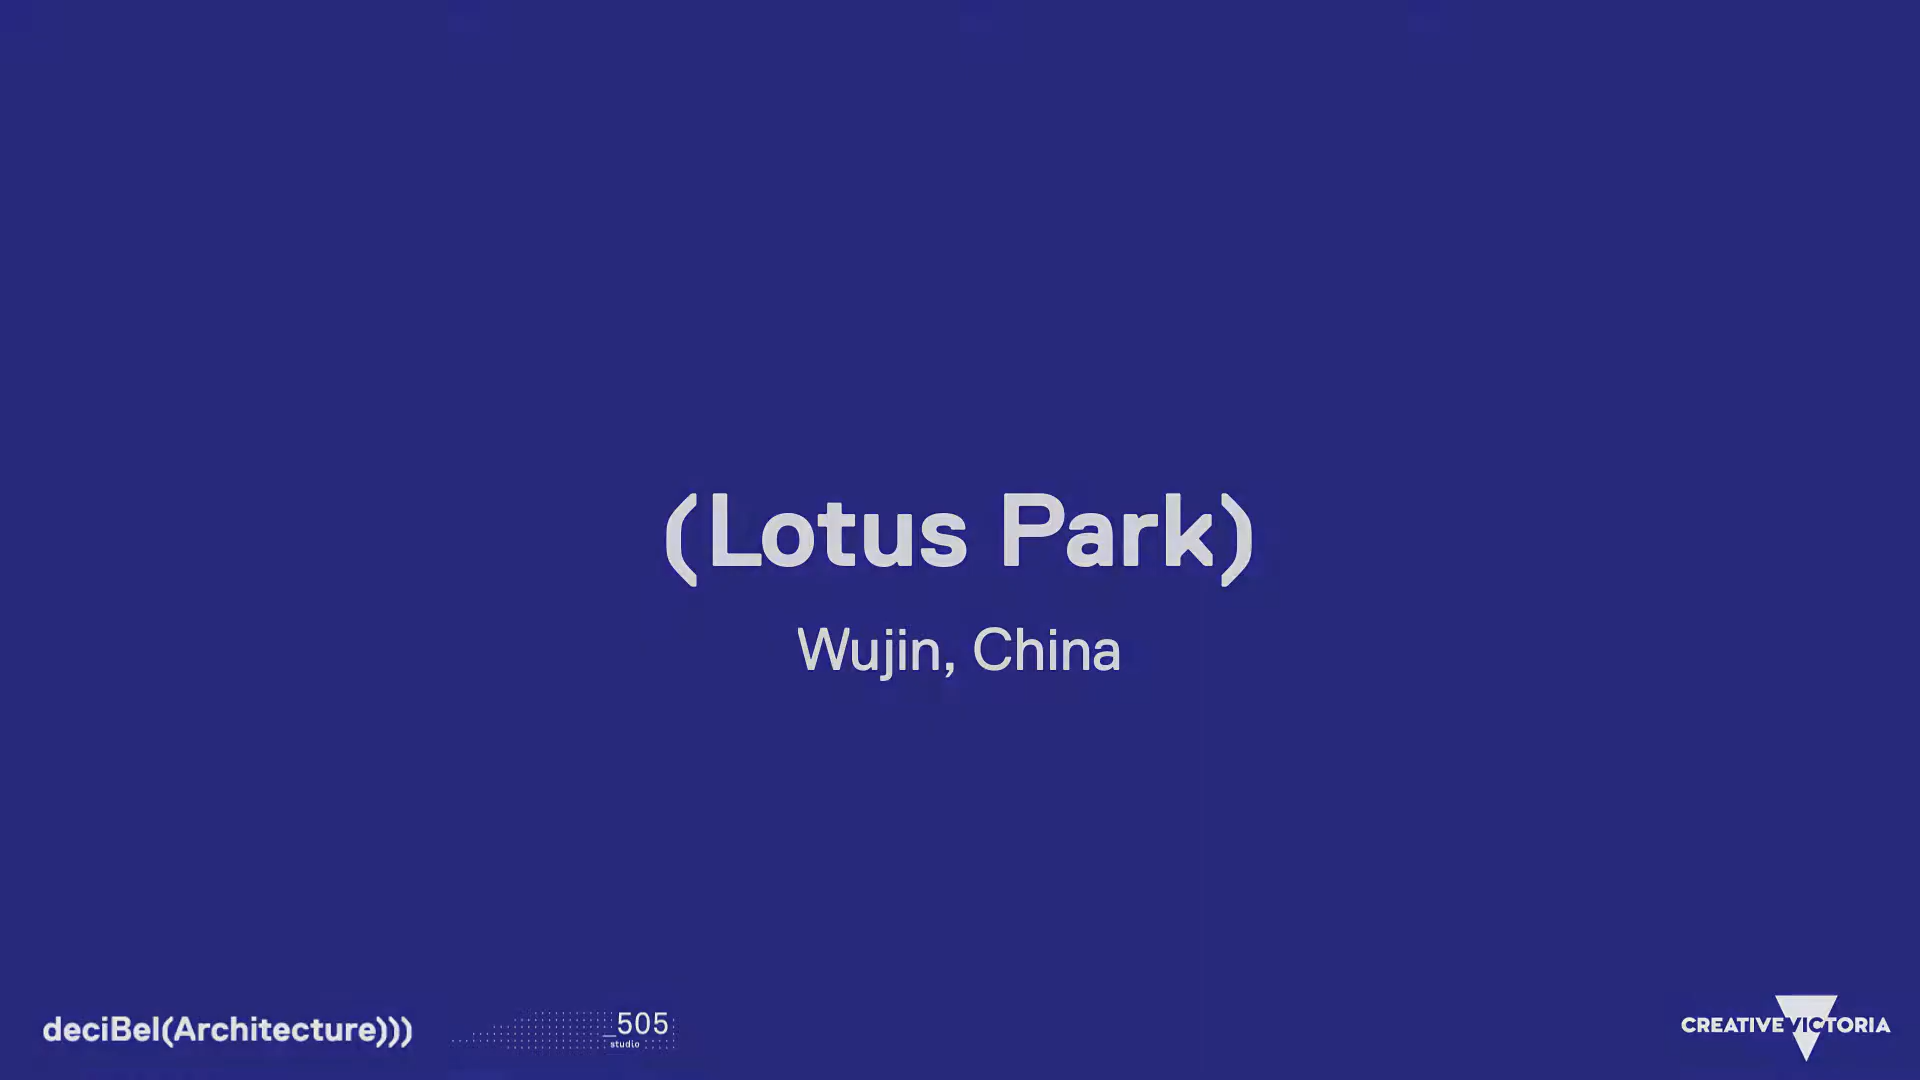 (Lotus Park)
Wujin, China
deciBel(Architecture)))
_505
studio
CREATIVE VICTORIA